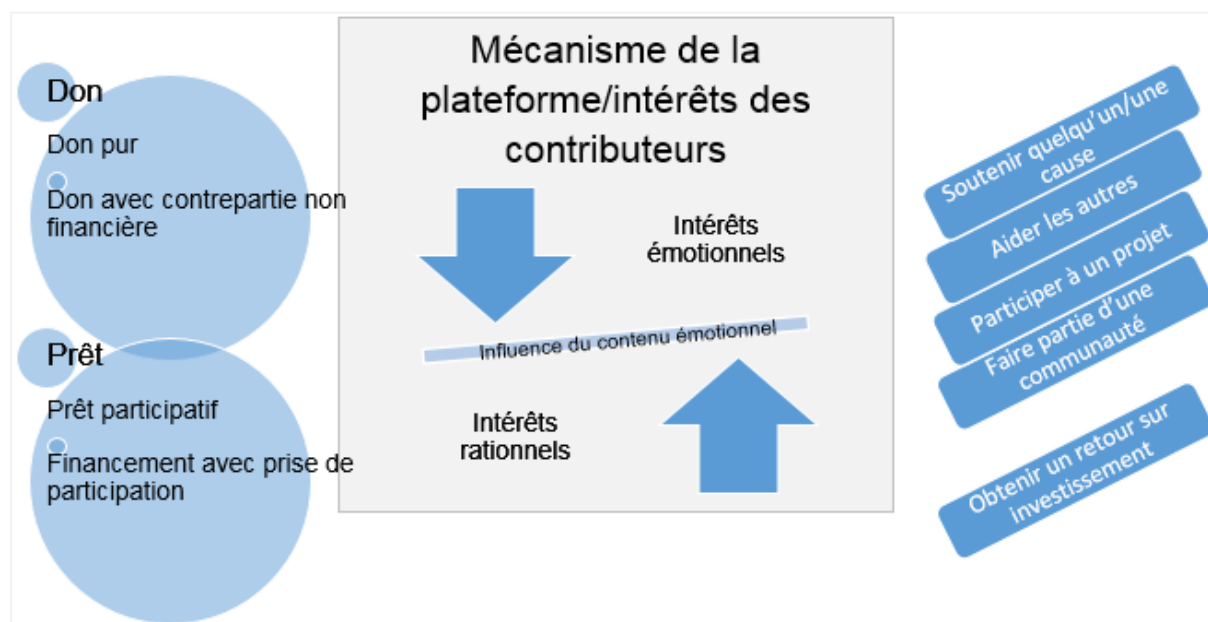 Don
Don pur
Don avec contrepartie non
financière
Prêt
Prêt participatif
Financement avec prise de
participation
Mécanisme de la
plateforme/intérêts des
contributeurs
Intérêts
émotionnels
Influence du contenu émotionnel
Intérêts
rationnels
Soutenir quelqu'un/une
cause
Aider les autres
Participer à un projet
Faire partie d'une
communauté
Obtenir un retour sur
investissement